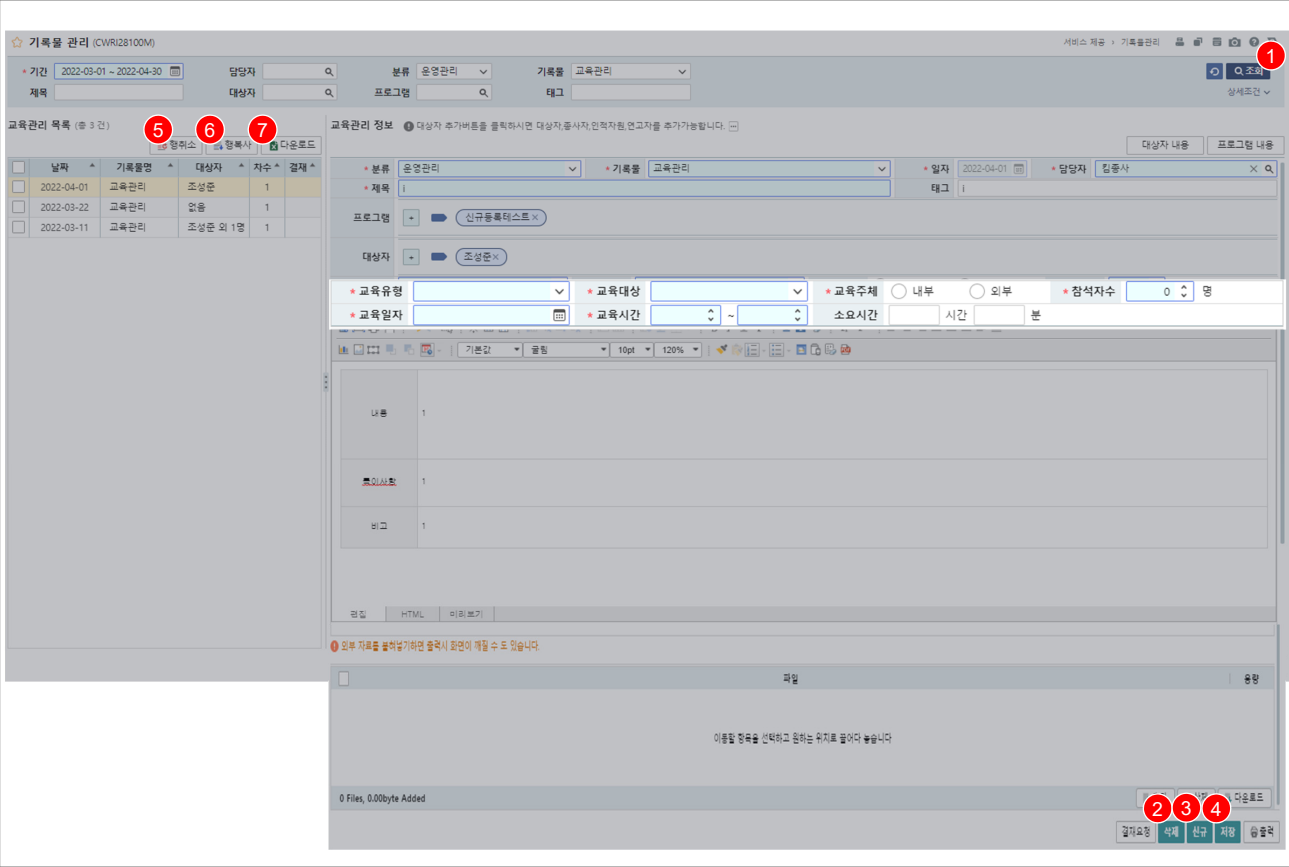 기록물 관리 (CWRI28100M)
서비스 제공 › 기록물관리
1
* 기간 2022-03-01 ~ 2022-04-30 담당자 분류 운영관리 기록물 교육관리 조회
제목 대상자 프로그램 태그 상세조건
교육관리 목록 (총 3 건)
5 6 7
행취소 행복사 다운로드
날짜 기록물명 대상자 차수 결재
2022-04-01 교육관리 조성준 1
2022-03-22 교육관리 없음 1
2022-03-11 교육관리 조성준 외 1명 1
교육관리 정보 대상자 추가버튼을 클릭하시면 대상자,종사자,인적자원,연고자를 추가가능합니다.
대상자 내용 프로그램 내용
* 분류 운영관리 * 기록물 교육관리 * 일자 2022-04-01 * 담당자 킴종사
* 제목 i 태그 i
프로그램 + 신규등록테스트×
대상자 + 조성준×
* 교육유형 * 교육대상 * 교육주체 내부 외부 * 참석자수 0 명
* 교육일자 * 교육시간 ~ 소요시간 시간 분
기본값 굴림 10pt 120%
내용 1
특이사항 1
비고 1
편집 HTML 미리보기
외부 자료를 붙혀넣기하면 출력시 화면이 깨질 수 도 있습니다.
파일 용량
이동할 항목을 선택하고 원하는 위치로 끌어다 놓습니다
0 Files, 0.00byte Added
다운로드
2 3 4
결재요청 삭제 신규 저장 출력